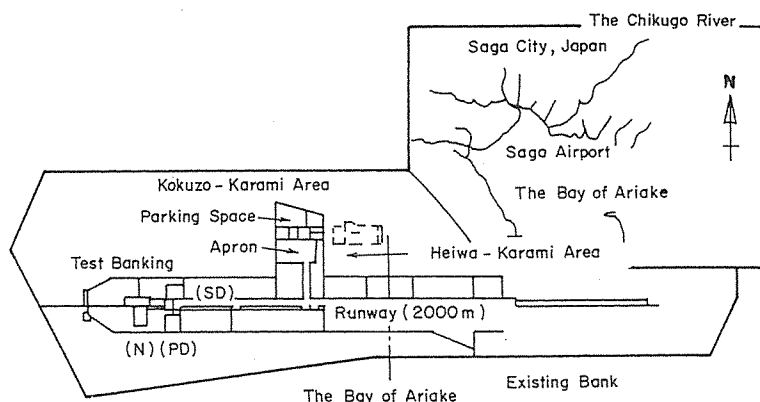 The Chikugo River
Saga City, Japan
N
Saga Airport
Kokuzo-Karami Area
The Bay of Ariake
Parking Space
Apron
Heiwa-Karami Area
Test Banking
(SD)
Runway (2000m)
(N) (PD)
The Bay of Ariake
Existing Bank